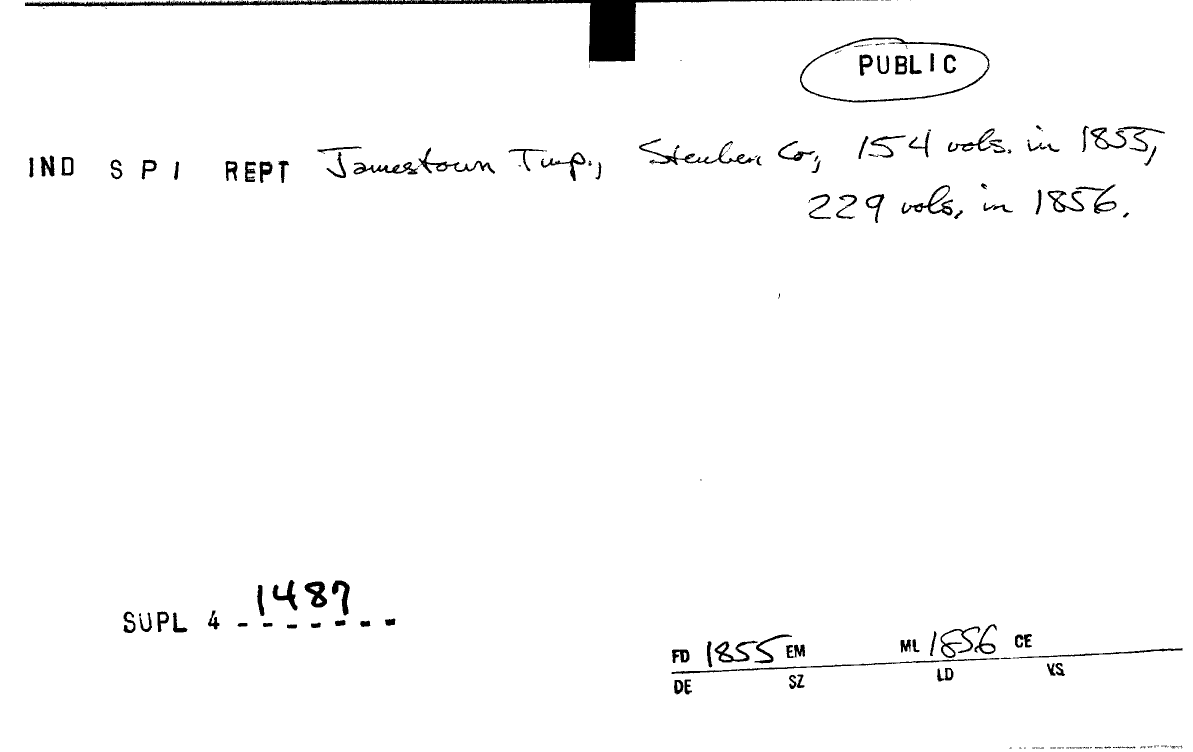 PUBLIC
IND S P I REPT Jamestown Twp., Steuben Co., 154 vols. in 1855,
229 vols. in 1856.
SUPL 4 1487
FD 1855 EM ML 1856 CE
DE SZ LD VS